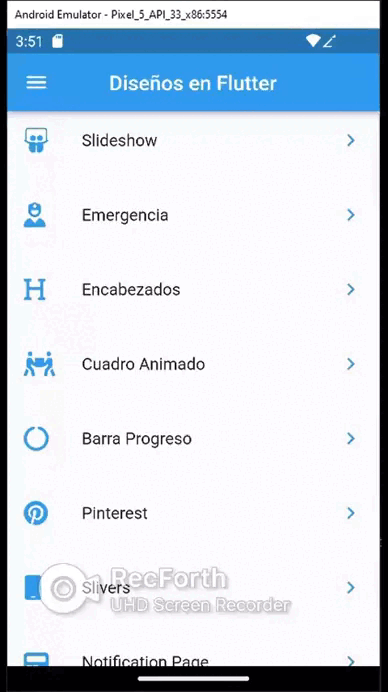 Android Emulator - Pixel_5_API_33_x86:5554
3:51
Diseños en Flutter
Slideshow
Emergencia
Encabezados
Cuadro Animado
Barra Progreso
Pinterest
Slivers
RecForth
UHD Screen Recorder
Notification Page